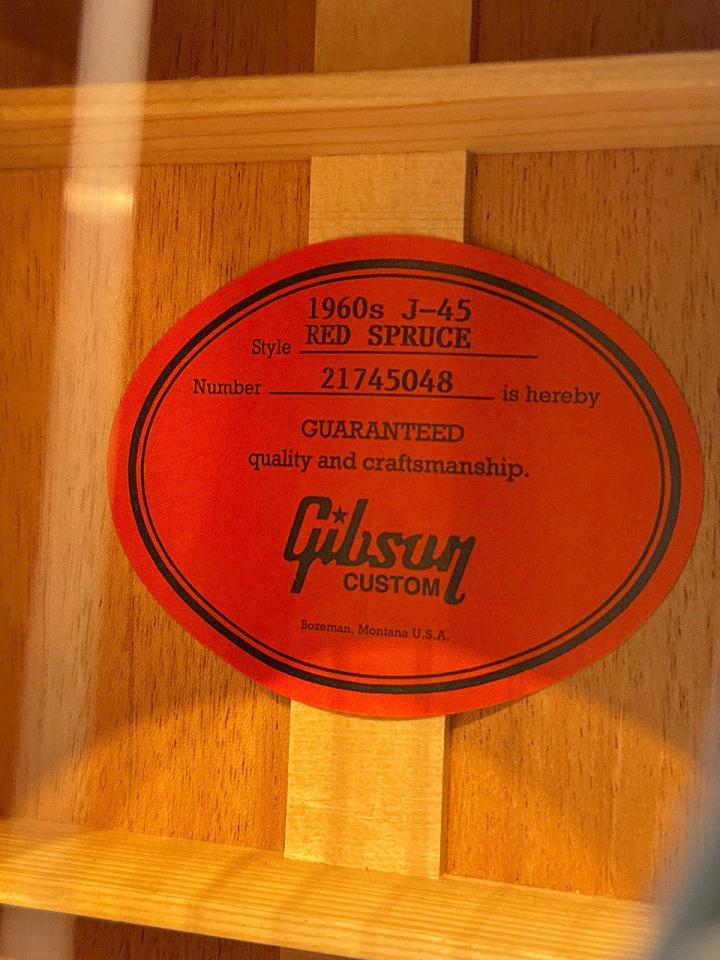 1960s J-45
Style RED SPRUCE
Number 21745048 is hereby
GUARANTEED
quality and craftsmanship.
Gibson
CUSTOM
Bozeman, Montana U.S.A.